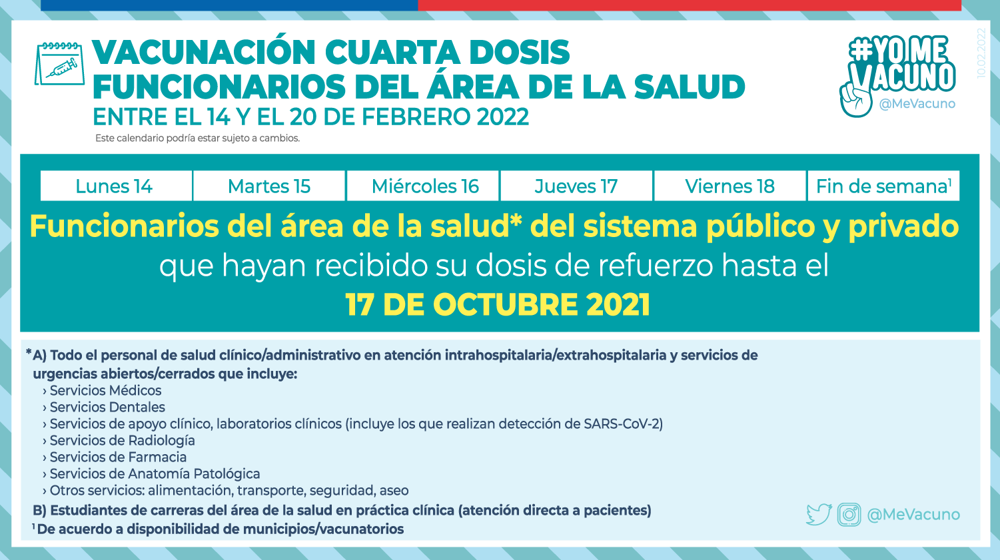 VACUNACIÓN CUARTA DOSIS
FUNCIONARIOS DEL ÁREA DE LA SALUD
ENTRE EL 14 Y EL 20 DE FEBRERO 2022
Este calendario podría estar sujeto a cambios.
#YO ME
VACUNO
@MeVacuno
10.02.2022
Lunes 14
Martes 15
Miércoles 16
Jueves 17
Viernes 18
Fin de semana¹
Funcionarios del área de la salud* del sistema público y privado
que hayan recibido su dosis de refuerzo hasta el
17 DE OCTUBRE 2021
*A) Todo el personal de salud clínico/administrativo en atención intrahospitalaria/extrahospitalaria y servicios de
urgencias abiertos/cerrados que incluye:
› Servicios Médicos
› Servicios Dentales
› Servicios de apoyo clínico, laboratorios clínicos (incluye los que realizan detección de SARS-CoV-2)
› Servicios de Radiología
› Servicios de Farmacia
› Servicios de Anatomía Patológica
› Otros servicios: alimentación, transporte, seguridad, aseo
B) Estudiantes de carreras del área de la salud en práctica clínica (atención directa a pacientes)
¹ De acuerdo a disponibilidad de municipios/vacunatorios
@MeVacuno